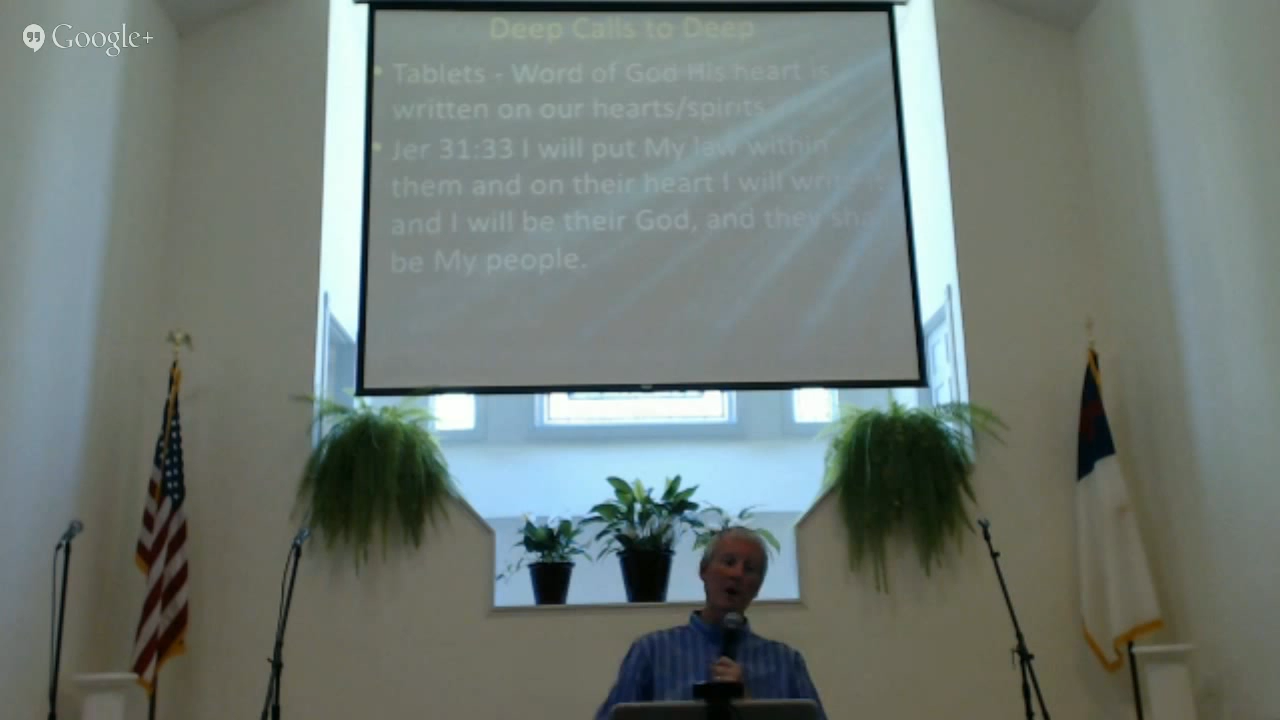 Google+
Deep Calls to Deep
Tablets - Word of God His heart is
written on our hearts/spirits
Jer 31:33 I will put My law within
them and on their heart I will write it
and I will be their God, and they
be My people.